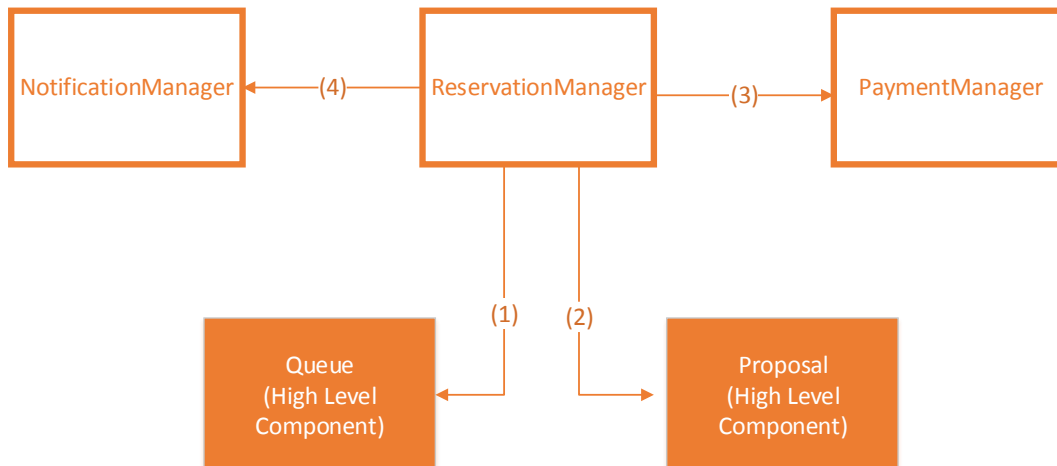 NotificationManager
(4)
ReservationManager
(3)
PaymentManager
(1)
(2)
Queue
(High Level
Component)
Proposal
(High Level
Component)